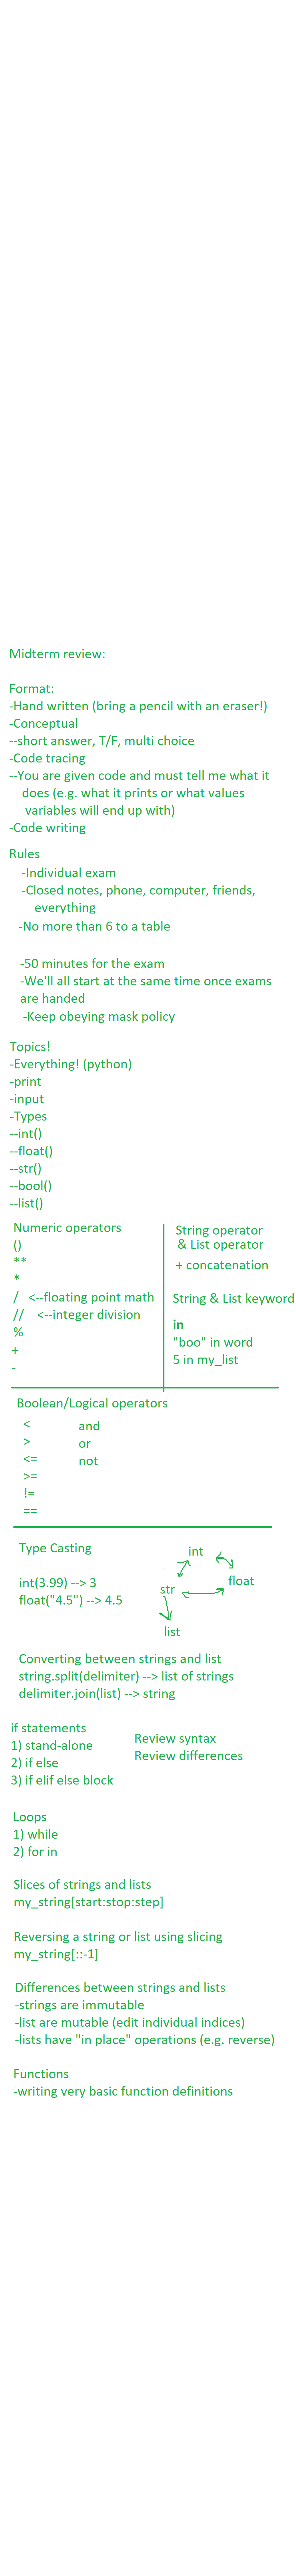 Midterm review:
Format:
-Hand written (bring a pencil with an eraser!)
-Conceptual
--short answer, T/F, multi choice
-Code tracing
--You are given code and must tell me what it
does (e.g. what it prints or what values
variables will end up with)
-Code writing
Rules
-Individual exam
-Closed notes, phone, computer, friends,
everything
-No more than 6 to a table
-50 minutes for the exam
-We'll all start at the same time once exams
are handed
-Keep obeying mask policy
Topics!
-Everything! (python)
-print
-input
-Types
--int()
--float()
--str()
--bool()
--list()
Numeric operators
()
**
*
/ <--floating point math
// <--integer division
%
+
-
String operator
& List operator
+ concatenation
String & List keyword
in
"boo" in word
5 in my_list
Boolean/Logical operators
<
>
<=
>=
!=
==
and
or
not
Type Casting
int(3.99) --> 3
float("4.5") --> 4.5
int
float
str
list
Converting between strings and list
string.split(delimiter) --> list of strings
delimiter.join(list) --> string
if statements
1) stand-alone
2) if else
3) if elif else block
Review syntax
Review differences
Loops
1) while
2) for in
Slices of strings and lists
my_string[start:stop:step]
Reversing a string or list using slicing
my_string[::-1]
Differences between strings and lists
-strings are immutable
-list are mutable (edit individual indices)
-lists have "in place" operations (e.g. reverse)
Functions
-writing very basic function definitions